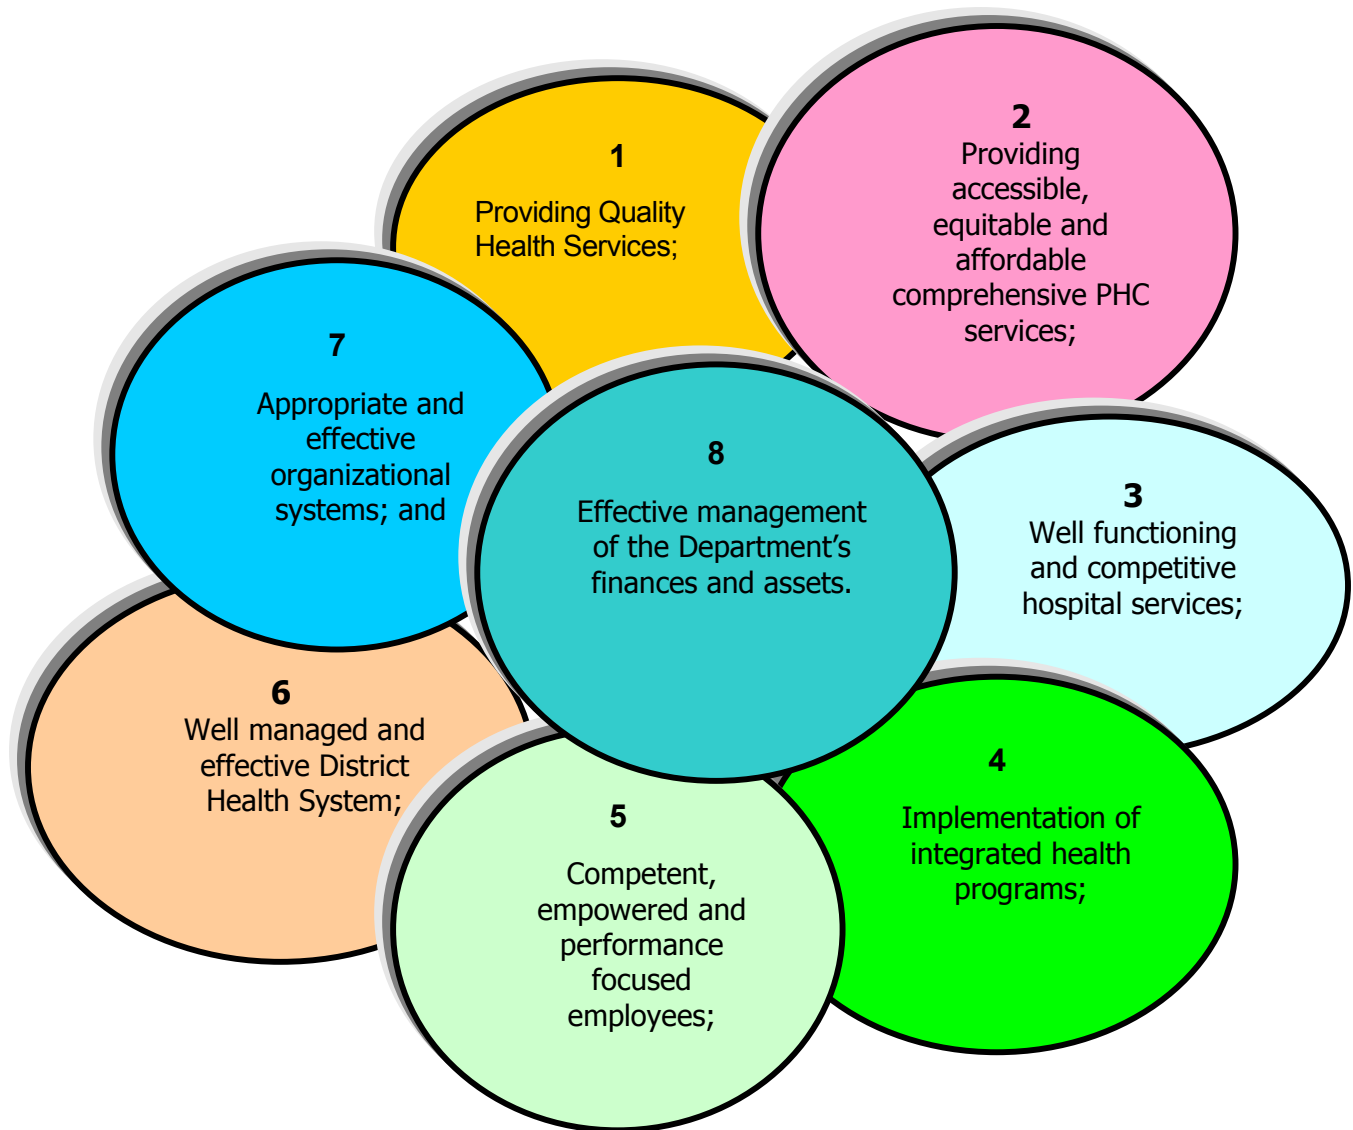 1
Providing Quality
Health Services;
2
Providing
accessible,
equitable and
affordable
comprehensive PHC
services;
3
Well functioning
and competitive
hospital services;
4
Implementation of
integrated health
programs;
5
Competent,
empowered and
performance
focused
employees;
6
Well managed and
effective District
Health System;
7
Appropriate and
effective
organizational
systems; and
8
Effective management
of the Department’s
finances and assets.